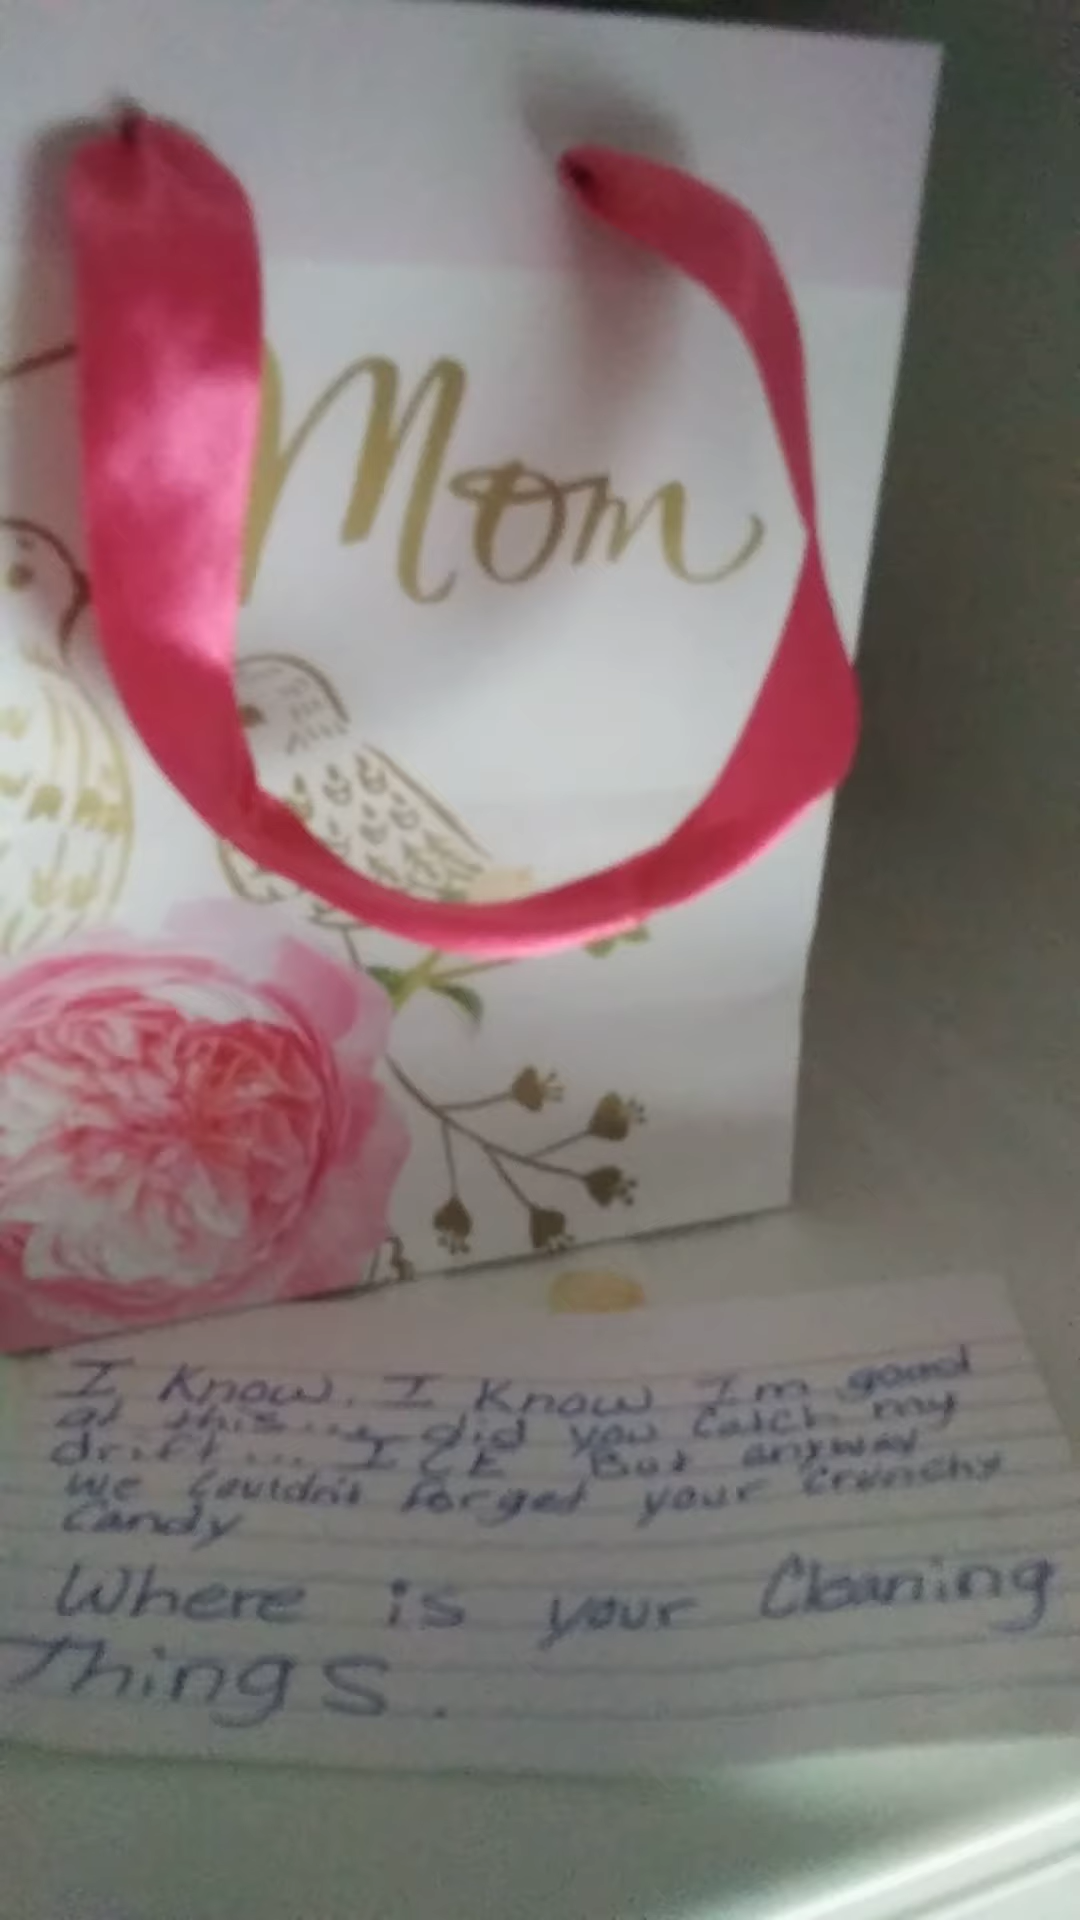 Mom
I Know. I Know I'm good
at this... did you catch my
drift... ICE But anyway
we couldn't forget your Crunchy
Candy
Where is your Cleaning
Things.